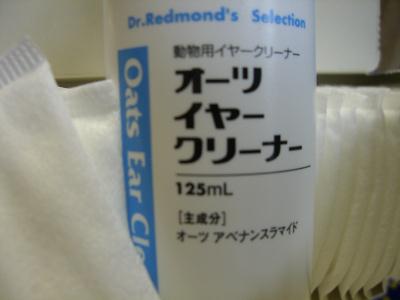 Dr.Redmond's Selection
動物用イヤークリーナー
オーツ
イヤー
クリーナー
125mL
[主成分]
オーツ アベナンスラマイド
Oats Ear Cle